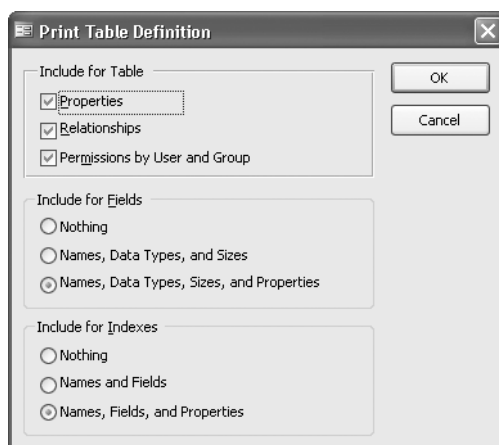 Print Table Definition
Include for Table
Properties
Relationships
Permissions by User and Group
OK
Cancel
Include for Fields
Nothing
Names, Data Types, and Sizes
Names, Data Types, Sizes, and Properties
Include for Indexes
Nothing
Names and Fields
Names, Fields, and Properties